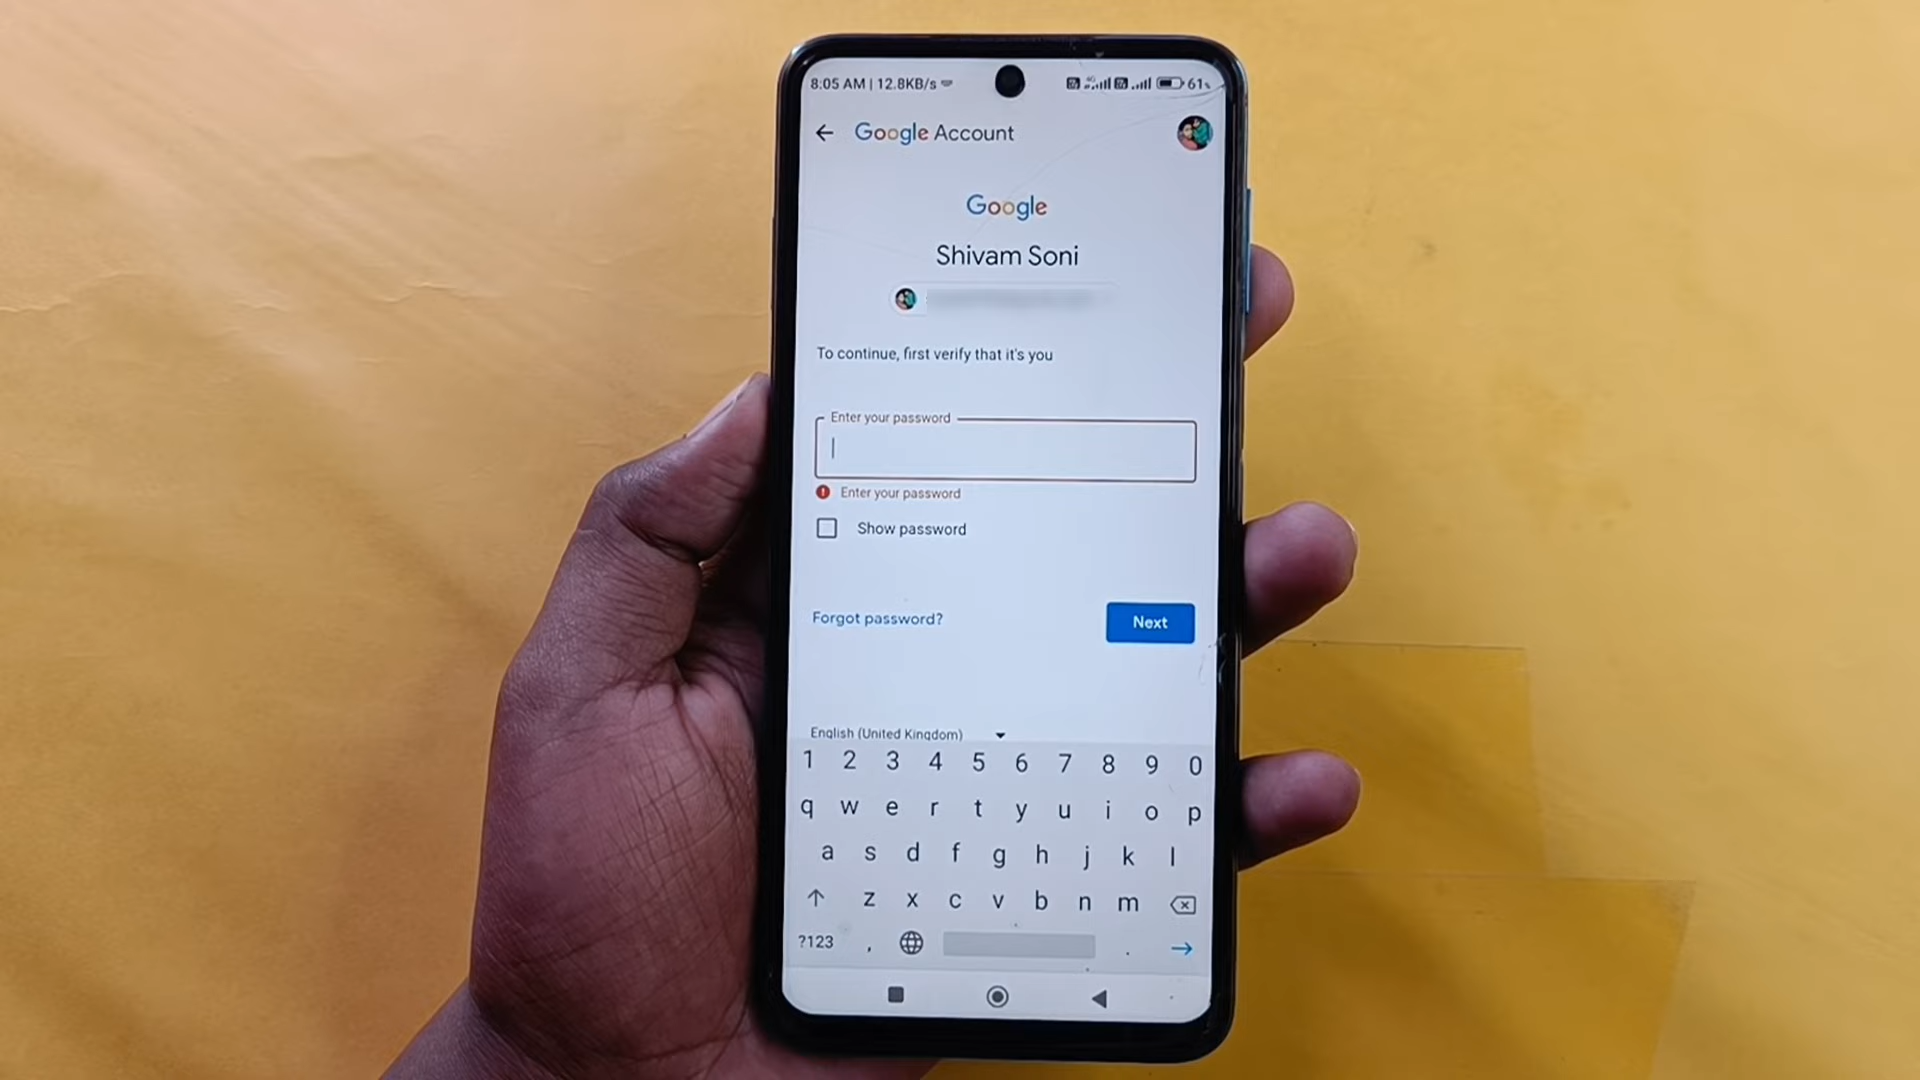 8:05 AM | 12.8KB/s 61%
Google Account
Google
Shivam Soni
To continue, first verify that it's you
Enter your password
Enter your password
Show password
Forgot password? Next
English (United Kingdom)
1 2 3 4 5 6 7 8 9 0
q w e r t y u i o p
a s d f g h j k l
z x c v b n m
?123 , .